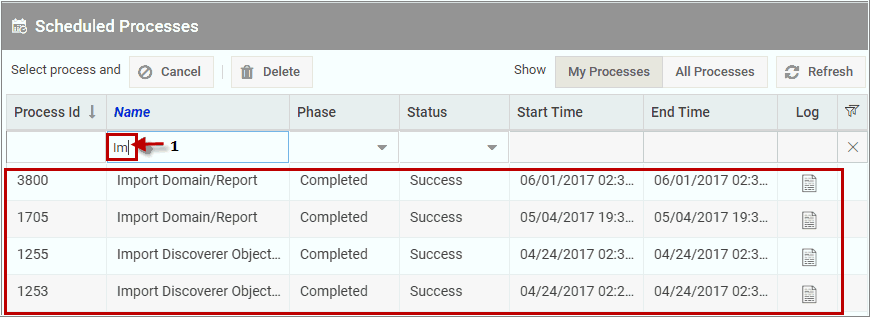 Scheduled Processes
Select process and Cancel Delete Show My Processes All Processes Refresh
Process Id Name Phase Status Start Time End Time Log
Im 1
3800 Import Domain/Report Completed Success 06/01/2017 02:3... 06/01/2017 02:3...
1705 Import Domain/Report Completed Success 05/04/2017 19:3... 05/04/2017 19:3...
1255 Import Discoverer Object... Completed Success 04/24/2017 02:3... 04/24/2017 02:3...
1253 Import Discoverer Object... Completed Success 04/24/2017 02:2... 04/24/2017 02:3...